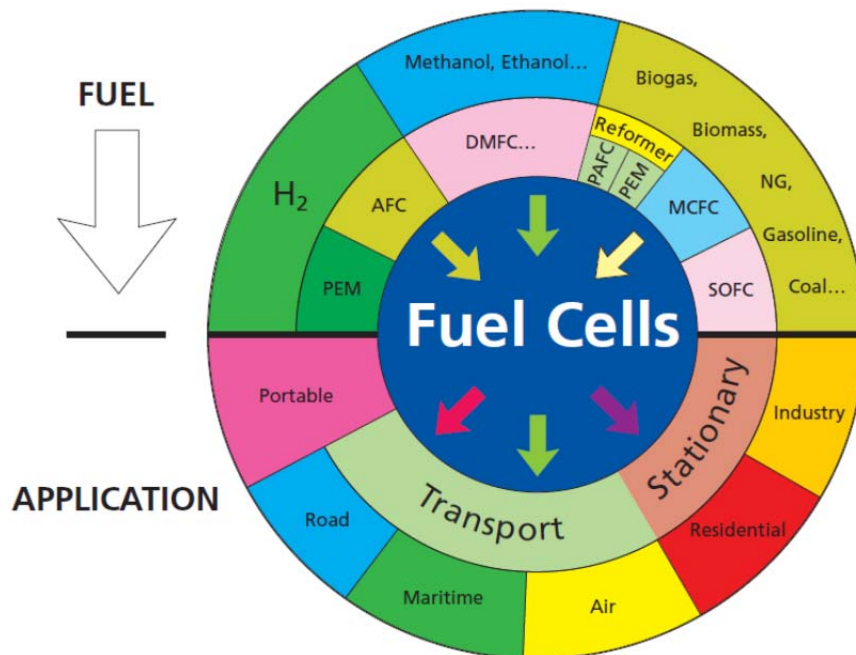 FUEL
Methanol, Ethanol...
Biogas,
Biomass,
NG,
Gasoline,
Coal...
H₂
AFC
PEM
DMFC...
Reformer
PAFC
PEM
MCFC
SOFC
Fuel Cells
APPLICATION
Portable
Transport
Road
Maritime
Air
Stationary
Residential
Industry